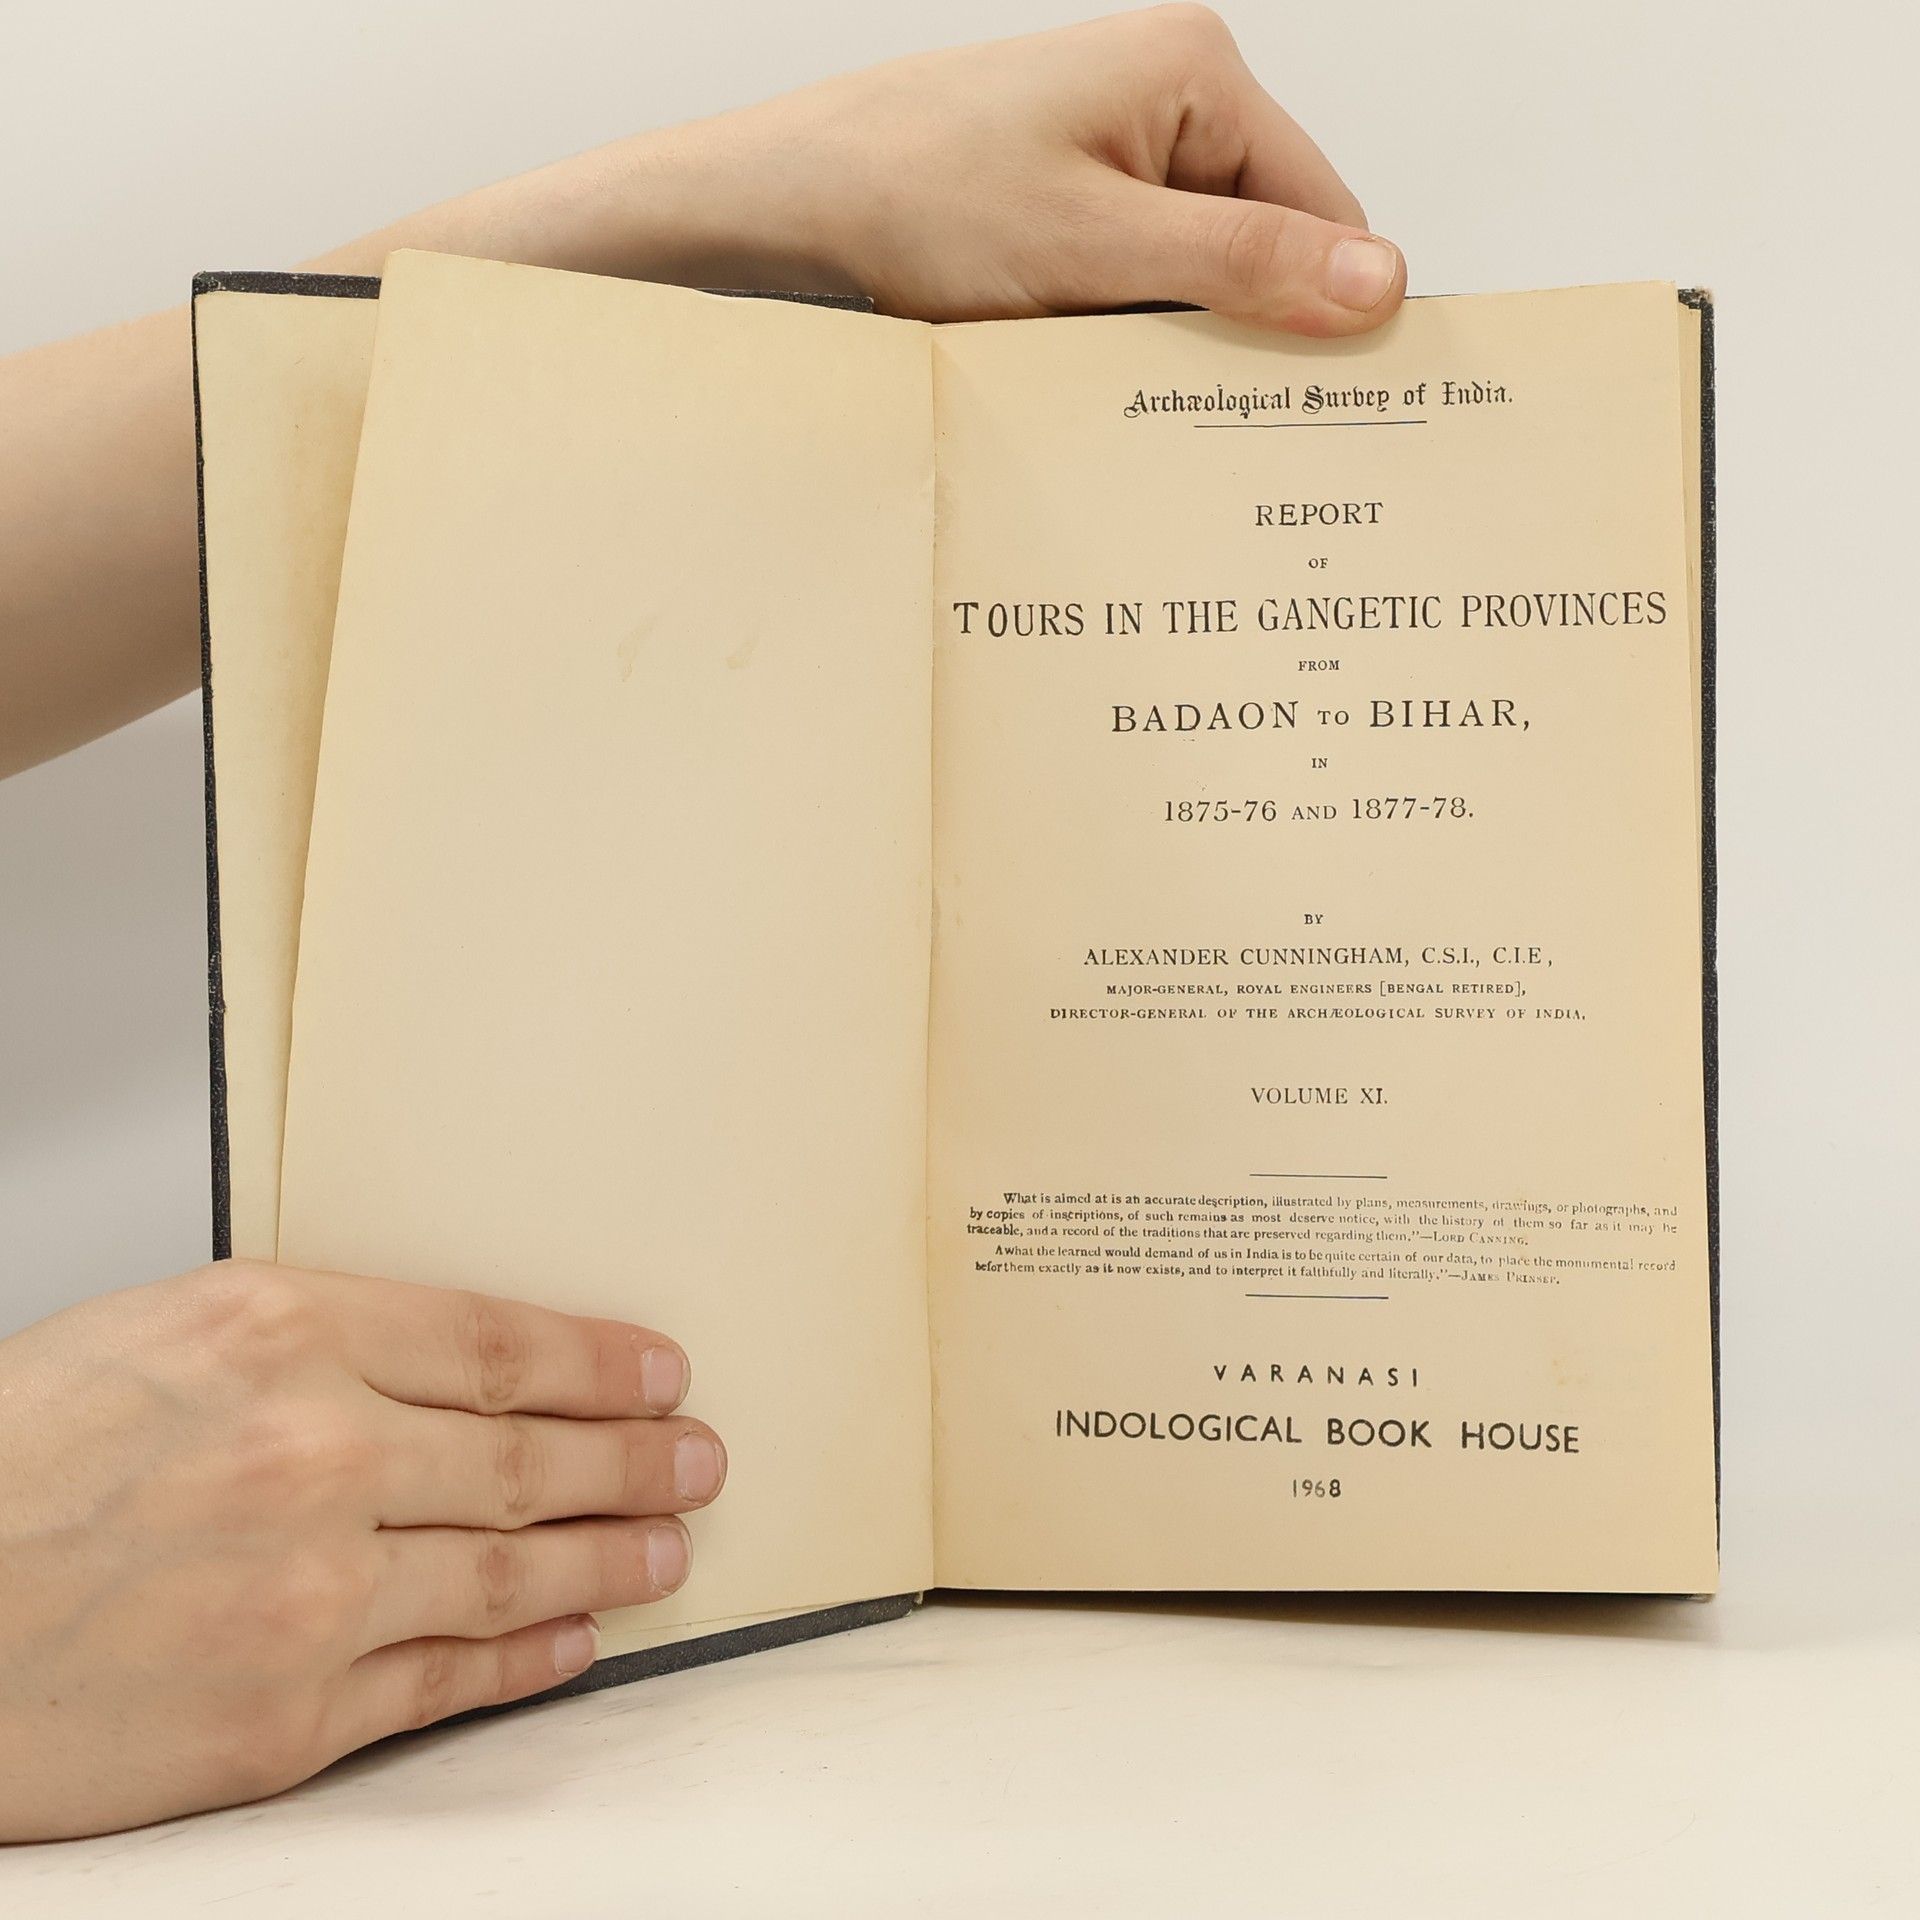 Archæological Survey of India.
REPORT
OF
TOURS IN THE GANGETIC PROVINCES
FROM
BADAON TO BIHAR,
IN
1875-76 AND 1877-78.
BY
ALEXANDER CUNNINGHAM, C.S.I., C.I.E,
MAJOR-GENERAL, ROYAL ENGINEERS [BENGAL RETIRED],
DIRECTOR-GENERAL OF THE ARCHÆOLOGICAL SURVEY OF INDIA.
VOLUME XI.
What is aimed at is an accurate description, illustrated by plans, measurements, drawings, or photographs, and
by copies of inscriptions, of such remains as most deserve notice, with the history of them so far as it may be
traceable, and a record of the traditions that are preserved regarding them."—LORD CANNING.
Awhat the learned would demand of us in India is to be quite certain of our data, to place the monumental record
befor them exactly as it now exists, and to interpret it faithfully and literally."—JAMES PRINSEP.
VARANASI
INDOLOGICAL BOOK HOUSE
1968